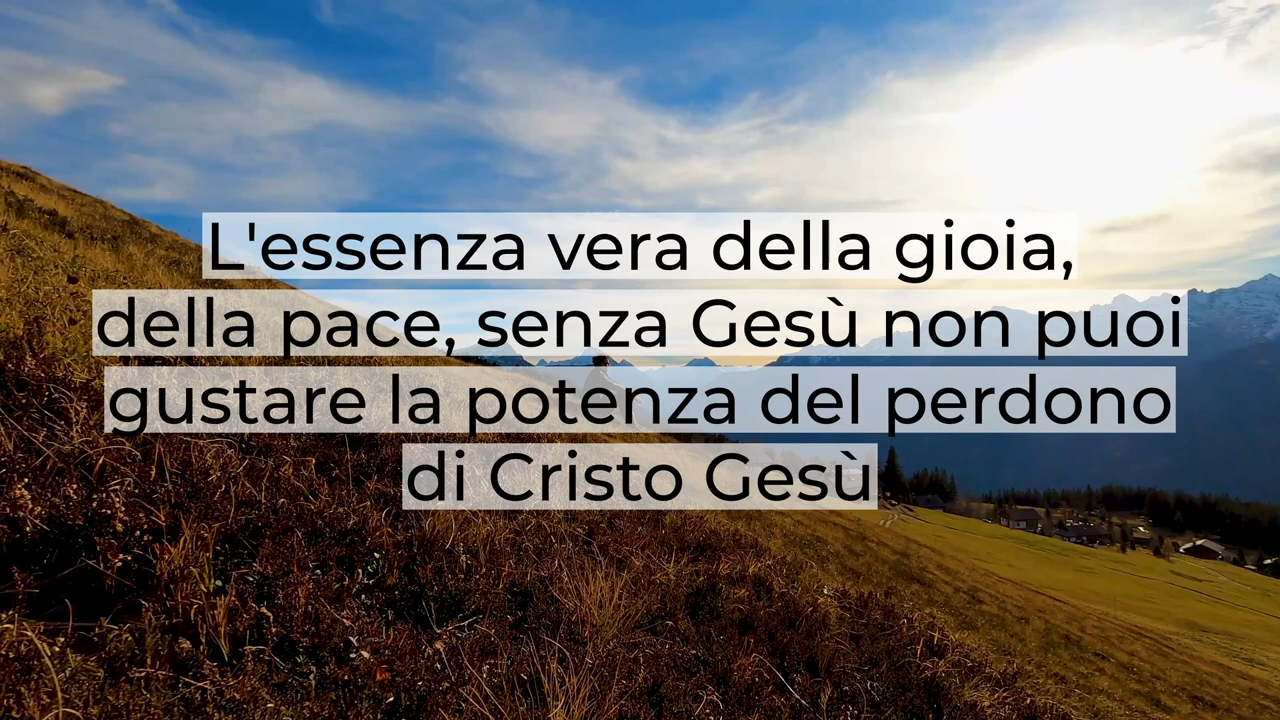 L'essenza vera della gioia,
della pace, senza Gesù non puoi
gustare la potenza del perdono
di Cristo Gesù